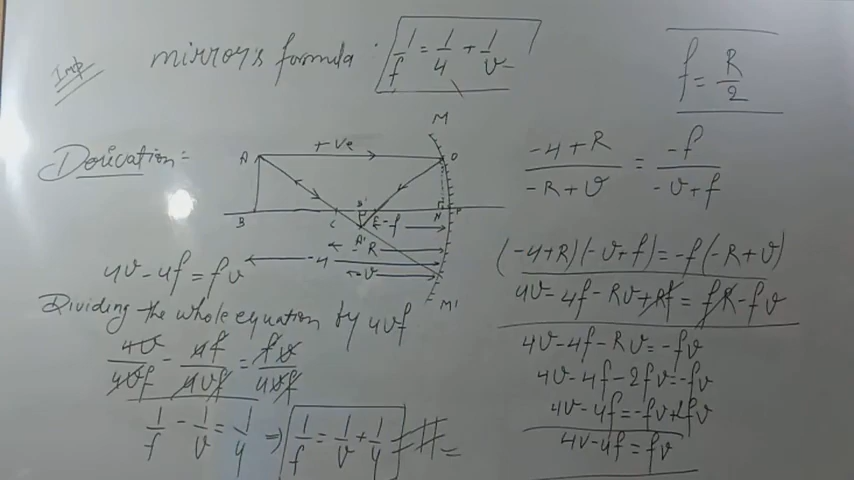 Imp
mirror's formula : 1/f = 1/u + 1/v
f = R/2
Derivation:=
A +ve D M
B C B' A' F -f N P
-R
-u
-v
M'
(-u+R)/(-R+v) = -f/(-v+f)
(-u+R)(-v+f) = -f(-R+v)
uv-uf-Rv+Rf = fR-fv
uv-uf-Rv = -fv
uv-uf-2fv = -fv
uv-uf = -fv+2fv
uv-uf = fv
uv-uf = fv
Dividing the whole equation by uvf
uv/uvf - uf/uvf = fv/uvf
1/f - 1/v = 1/u => 1/f = 1/v + 1/u #